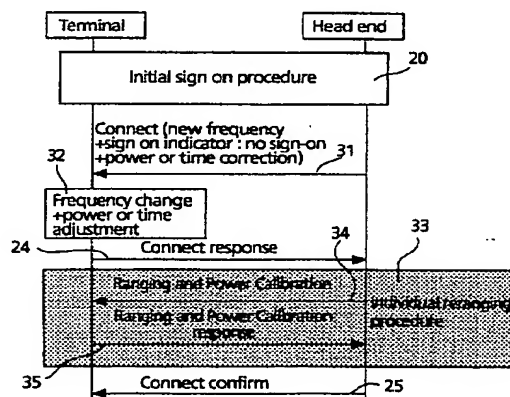 Terminal
Head end
Initial sign on procedure
20
Connect (new frequency
+sign on indicator : no sign-on
+power or time correction)
31
32
Frequency change
+power or time
adjustment
34
33
24
Connect response
Ranging and Power Calibration
Individual reranging
procedure
Ranging and Power Calibration
response
35
Connect confirm
25